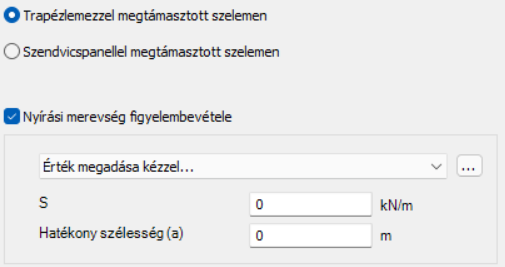 Trapézlemezzel megtámasztott szelemen
Szendvicspanellel megtámasztott szelemen
Nyírási merevség figyelembevétele
Érték megadása kézzel... ...
S 0 kN/m
Hatékony szélesség (a) 0 m